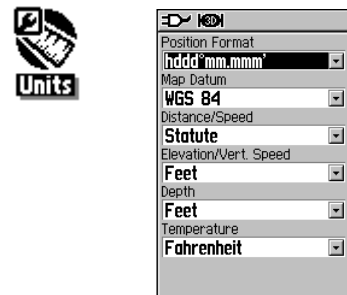 Units
3D
Position Format
hddd°mm.mmm'
Map Datum
WGS 84
Distance/Speed
Statute
Elevation/Vert. Speed
Feet
Depth
Feet
Temperature
Fahrenheit